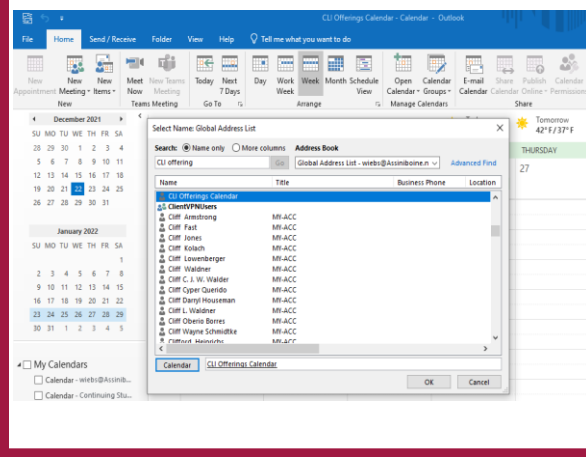 CLI Offerings Calendar - Calendar - Outlook
File Home Send / Receive Folder View Help Tell me what you want to do
New Appointment
New Meeting
New Items
Meet Now
New Teams Meeting
Today
Next 7 Days
Day
Work Week
Week
Month
Schedule View
Open Calendar
Calendar Groups
E-mail Calendar
Share Calendar
Publish Online
Calendar Permissions
New Teams Meeting Go To Arrange Manage Calendars Share
December 2021
SU MO TU WE TH FR SA
28 29 30 1 2 3 4
5 6 7 8 9 10 11
12 13 14 15 16 17 18
19 20 21 22 23 24 25
26 27 28 29 30 31
January 2022
SU MO TU WE TH FR SA
1
2 3 4 5 6 7 8
9 10 11 12 13 14 15
16 17 18 19 20 21 22
23 24 25 26 27 28 29
30 31 1 2 3 4 5
My Calendars
Calendar - wiebs@Assinib...
Calendar - Continuing Stu...
Select Name: Global Address List
Search: Name only More columns Address Book
CLI offering Go Global Address List - wiebs@Assiniboine.n Advanced Find
Name Title Business Phone Location
CLI Offerings Calendar
ClientVPNUsers
Cliff Armstrong MY-ACC
Cliff Fast MY-ACC
Cliff Jones MY-ACC
Cliff Kolach MY-ACC
Cliff Lowenberger MY-ACC
Cliff Waldner MY-ACC
Cliff C. J. W. Walder MY-ACC
Cliff Cyper Querido MY-ACC
Cliff Darryl Houseman MY-ACC
Cliff L. Waldner MY-ACC
Cliff Oberio Borres MY-ACC
Cliff Wayne Schmidtke MY-ACC
Clifford Heinrichs MY-ACC
Calendar CLI Offerings Calendar
OK Cancel
Tomorrow
42°F/37°F
THURSDAY
27